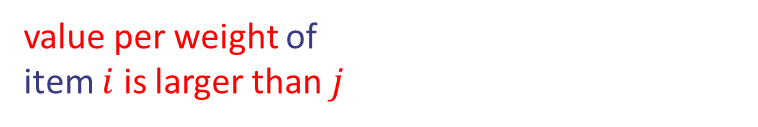 value per weight of
item i is larger than j